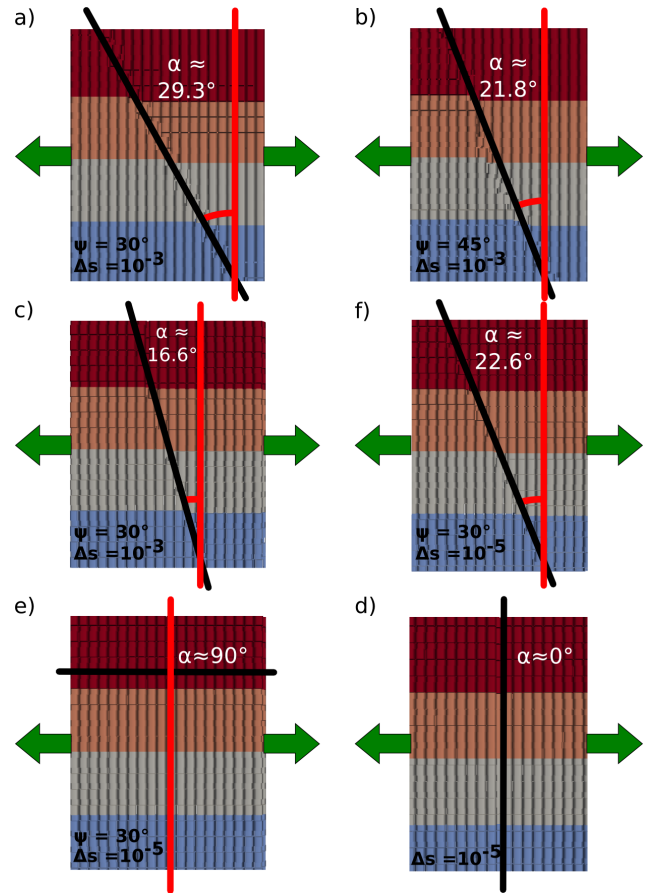 a)
α ≈
29.3°
ψ = 30°
Δs =10-3
b)
α ≈
21.8°
ψ = 45°
Δs =10-3
c)
α ≈
16.6°
ψ = 30°
Δs =10-3
f)
α ≈
22.6°
ψ = 30°
Δs =10-5
e)
α≈90°
ψ = 30°
Δs =10-5
d)
α≈0°
Δs =10-5